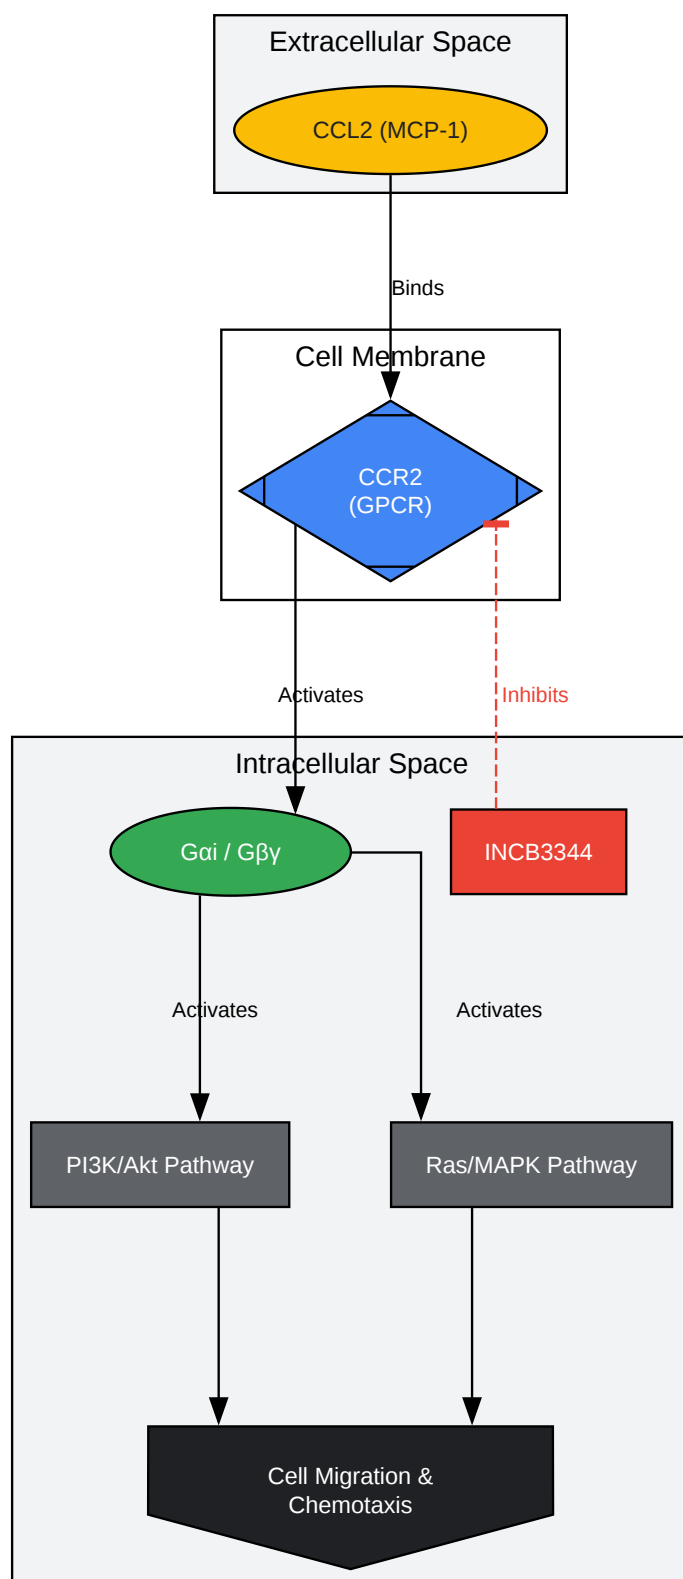 Extracellular Space
CCL2 (MCP-1)
Binds
Cell Membrane
CCR2
(GPCR)
Activates
Inhibits
Intracellular Space
Gαi / Gβγ
INCB3344
Activates
Activates
PI3K/Akt Pathway
Ras/MAPK Pathway
Cell Migration &
Chemotaxis